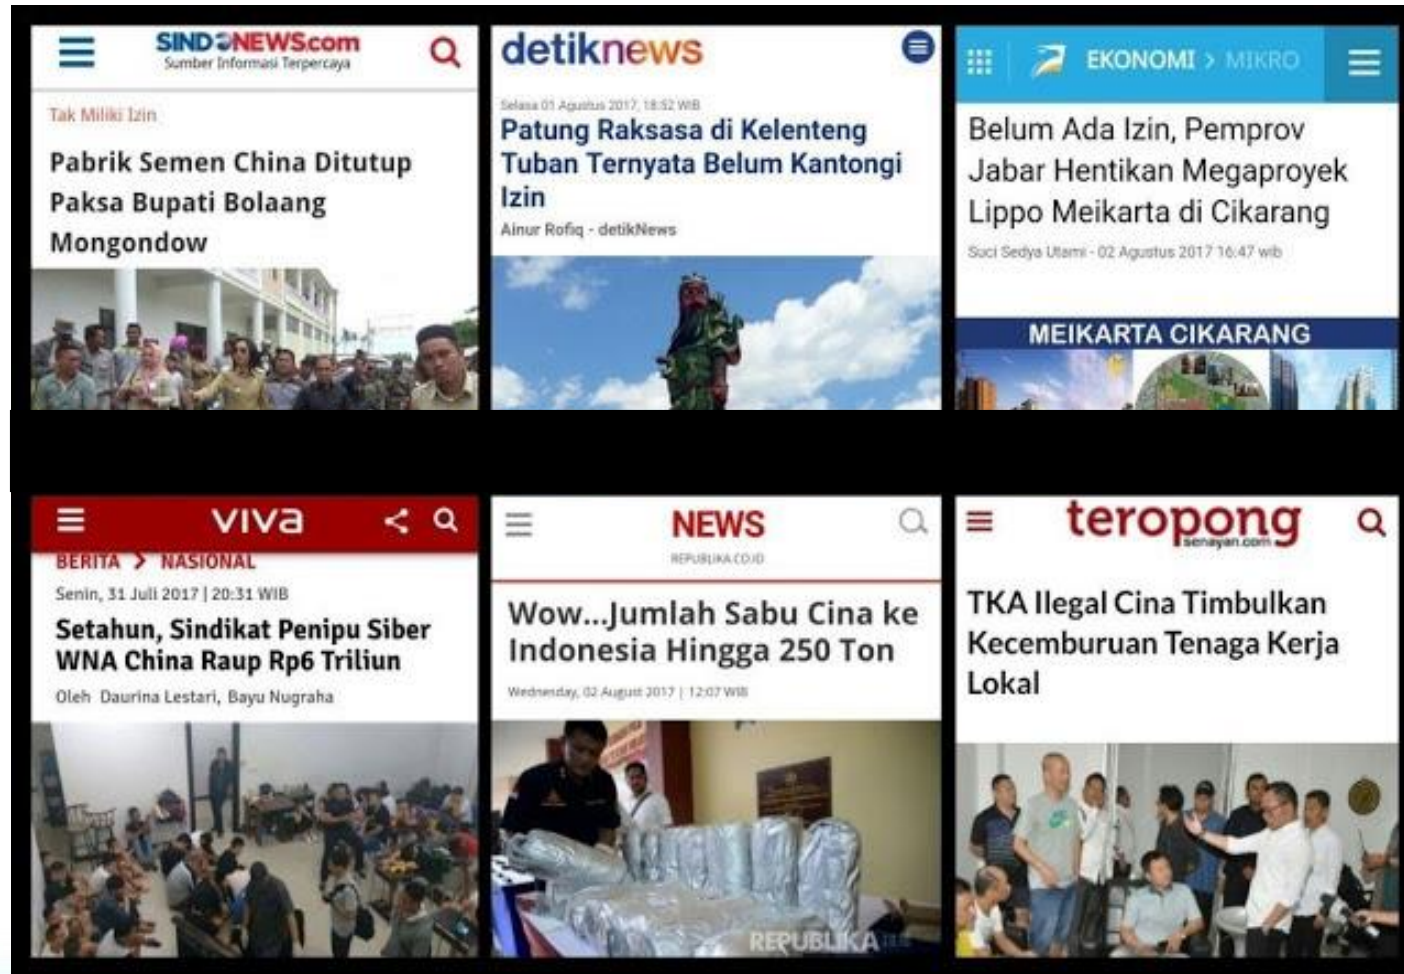 SINDONEWS.com
Sumber Informasi Terpercaya
Tak Miliki Izin
Pabrik Semen China Ditutup
Paksa Bupati Bolaang
Mongondow
detiknews
Selasa 01 Agustus 2017, 18:52 WIB
Patung Raksasa di Kelenteng
Tuban Ternyata Belum Kantongi
Izin
Ainur Rofiq - detikNews
EKONOMI > MIKRO
Belum Ada Izin, Pemprov
Jabar Hentikan Megaproyek
Lippo Meikarta di Cikarang
Suci Sedya Utami - 02 Agustus 2017 16:47 wib
MEIKARTA CIKARANG
VIVA
BERITA > NASIONAL
Senin, 31 Juli 2017 | 20:31 WIB
Setahun, Sindikat Penipu Siber
WNA China Raup Rp6 Triliun
Oleh Daurina Lestari, Bayu Nugraha
NEWS
REPUBLIKA.CO.ID
Wow...Jumlah Sabu Cina ke
Indonesia Hingga 250 Ton
Wednesday, 02 August 2017 | 12:07 WIB
REPUBLIKA
teropong
senayan.com
TKA Ilegal Cina Timbulkan
Kecemburuan Tenaga Kerja
Lokal